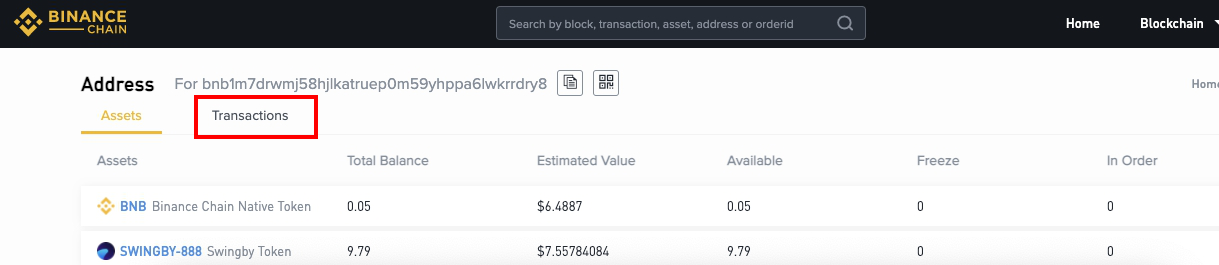 BINANCE
CHAIN
Search by block, transaction, asset, address or orderid
Home Blockchain
Address For bnb1m7drwmj58hjlkatruep0m59yhppa6lwkrrdry8
Home
Assets Transactions
Assets Total Balance Estimated Value Available Freeze In Order
BNB Binance Chain Native Token 0.05 $6.4887 0.05 0 0
SWINGBY-888 Swingby Token 9.79 $7.55784084 9.79 0 0